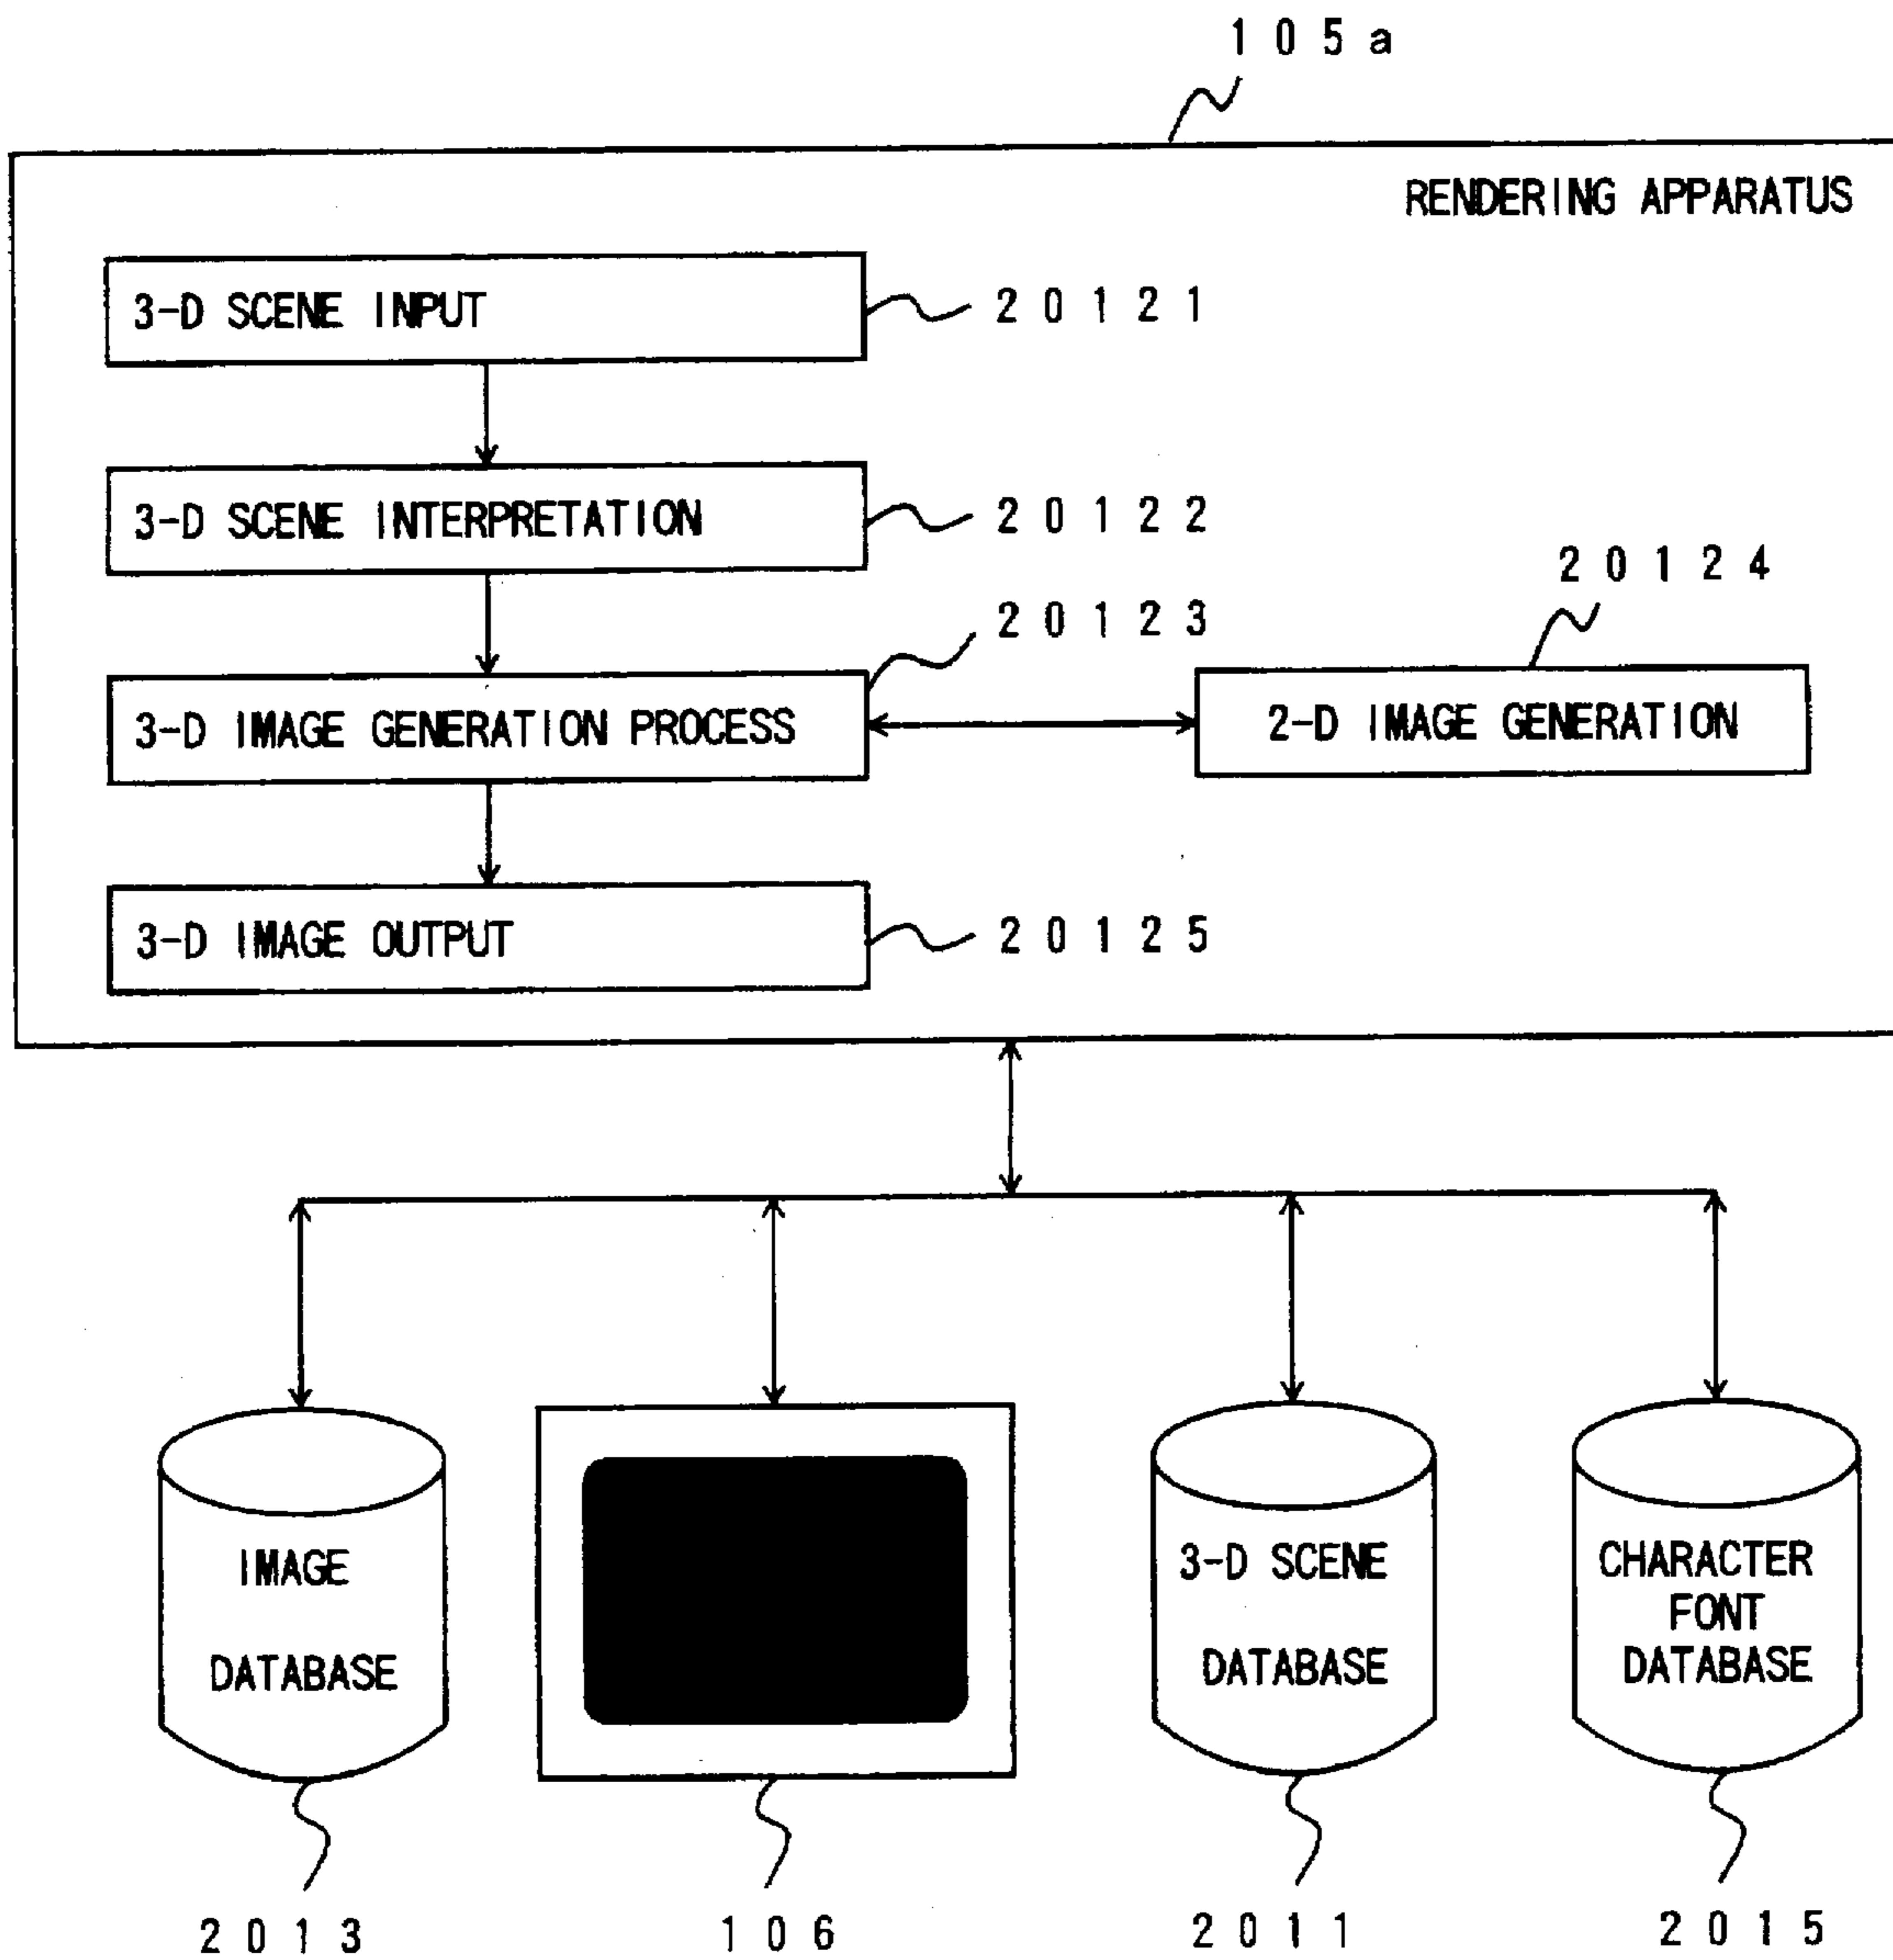 105a
RENDERING APPARATUS
3-D SCENE INPUT
20121
3-D SCENE INTERPRETATION
20122
20124
20123
3-D IMAGE GENERATION PROCESS
2-D IMAGE GENERATION
3-D IMAGE OUTPUT
20125
IMAGE
DATABASE
3-D SCENE
DATABASE
CHARACTER
FONT
DATABASE
2013
106
2011
2015